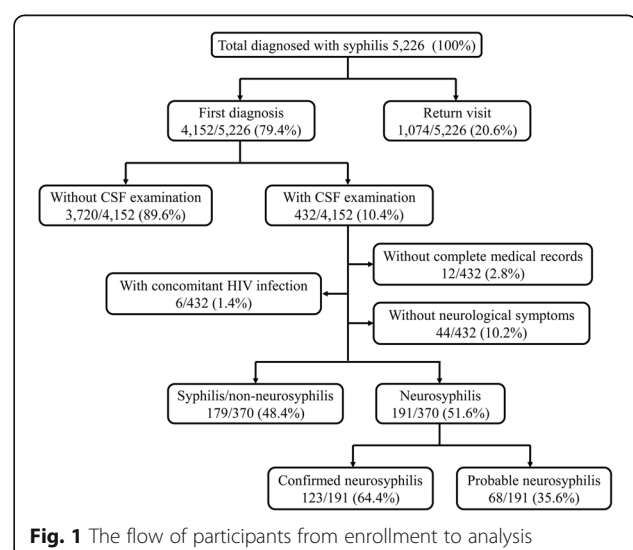 Total diagnosed with syphilis 5,226 (100%)
First diagnosis
4,152/5,226 (79.4%)
Return visit
1,074/5,226 (20.6%)
Without CSF examination
3,720/4,152 (89.6%)
With CSF examination
432/4,152 (10.4%)
Without complete medical records
12/432 (2.8%)
With concomitant HIV infection
6/432 (1.4%)
Without neurological symptoms
44/432 (10.2%)
Syphilis/non-neurosyphilis
179/370 (48.4%)
Neurosyphilis
191/370 (51.6%)
Confirmed neurosyphilis
123/191 (64.4%)
Probable neurosyphilis
68/191 (35.6%)
Fig. 1 The flow of participants from enrollment to analysis